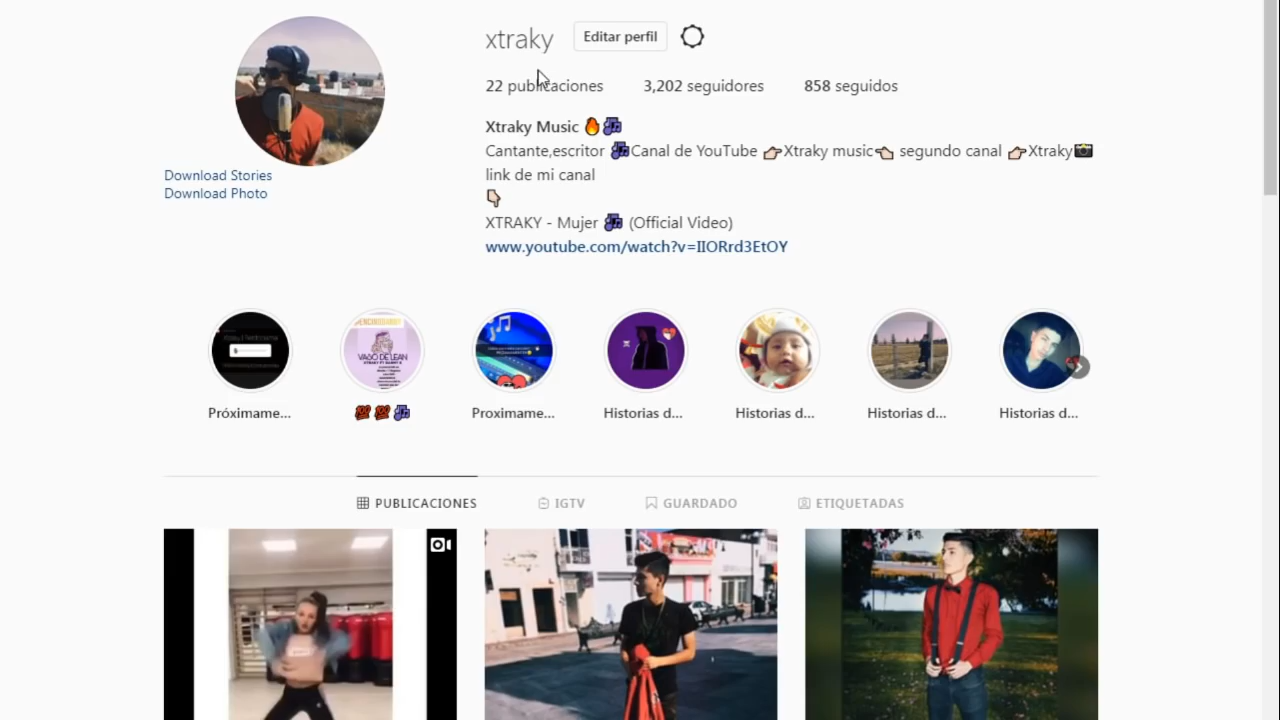 xtraky Editar perfil
22 publicaciones 3,202 seguidores 858 seguidos
Xtraky Music 🔥🎶
Cantante,escritor 🎶Canal de YouTube 👉Xtraky music👈 segundo canal 👉Xtraky📸
link de mi canal
👇
XTRAKY - Mujer 🎶 (Official Video)
www.youtube.com/watch?v=IIORrd3EtOY
Download Stories
Download Photo
VAGO DE LEAN
Próximame... 💯 💯 🎶 Proximame... Historias d... Historias d... Historias d... Historias d...
PUBLICACIONES IGTV GUARDADO ETIQUETADAS